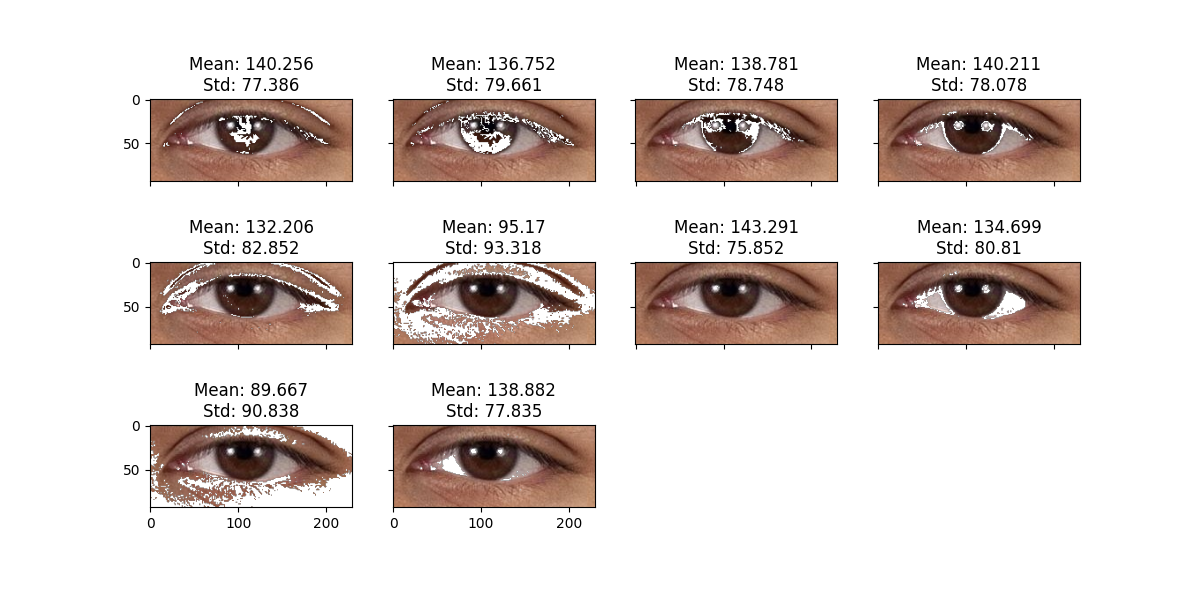 Mean: 140.256
Std: 77.386
Mean: 136.752
Std: 79.661
Mean: 138.781
Std: 78.748
Mean: 140.211
Std: 78.078
0
50
Mean: 132.206
Std: 82.852
Mean: 95.17
Std: 93.318
Mean: 143.291
Std: 75.852
Mean: 134.699
Std: 80.81
0
50
Mean: 89.667
Std: 90.838
Mean: 138.882
Std: 77.835
0
50
0 100 200
0 100 200